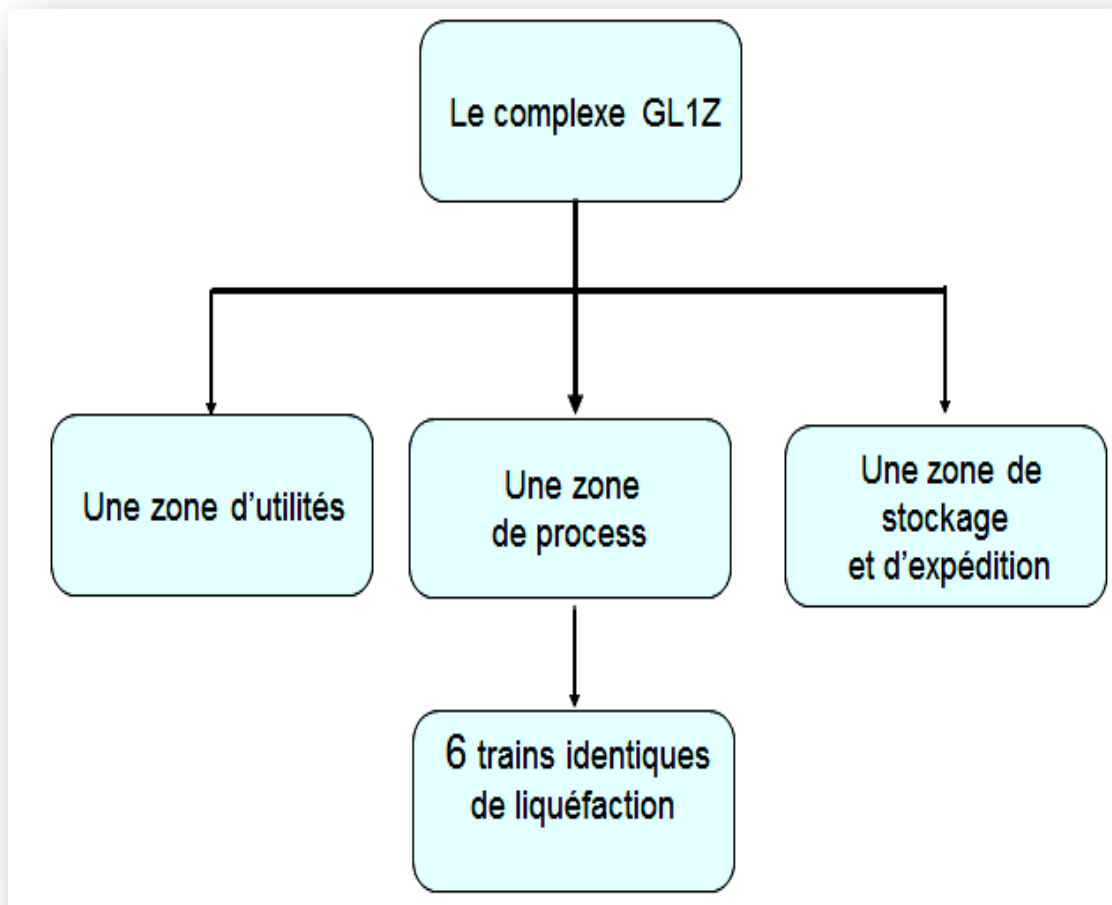 Le complexe GL1Z
Une zone d’utilités
Une zone
de process
Une zone de
stockage
et d’expédition
6 trains identiques
de liquéfaction